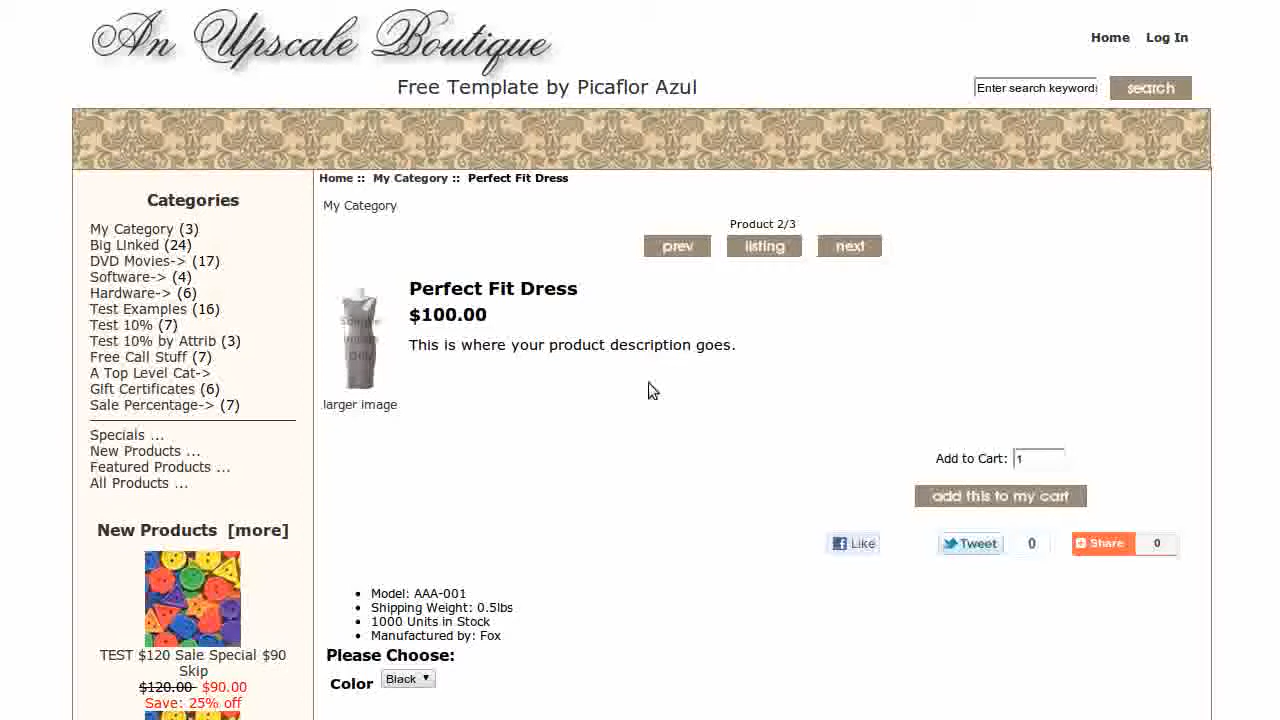 An Upscale Boutique
Home Log In
Free Template by Picaflor Azul
Enter search keywords
search
Home :: My Category :: Perfect Fit Dress
Categories
My Category (3)
Big Linked (24)
DVD Movies-> (17)
Software-> (4)
Hardware-> (6)
Test Examples (16)
Test 10% (7)
Test 10% by Attrib (3)
Free Call Stuff (7)
A Top Level Cat->
Gift Certificates (6)
Sale Percentage-> (7)
Specials ...
New Products ...
Featured Products ...
All Products ...
New Products [more]
TEST $120 Sale Special $90
Skip
$120.00 $90.00
Save: 25% off
My Category
Product 2/3
prev listing next
Perfect Fit Dress
$100.00
This is where your product description goes.
Sample
Image
Only
larger image
Add to Cart: 1
add this to my cart
Like Tweet 0 Share 0
Model: AAA-001
Shipping Weight: 0.5lbs
1000 Units in Stock
Manufactured by: Fox
Please Choose:
Color Black